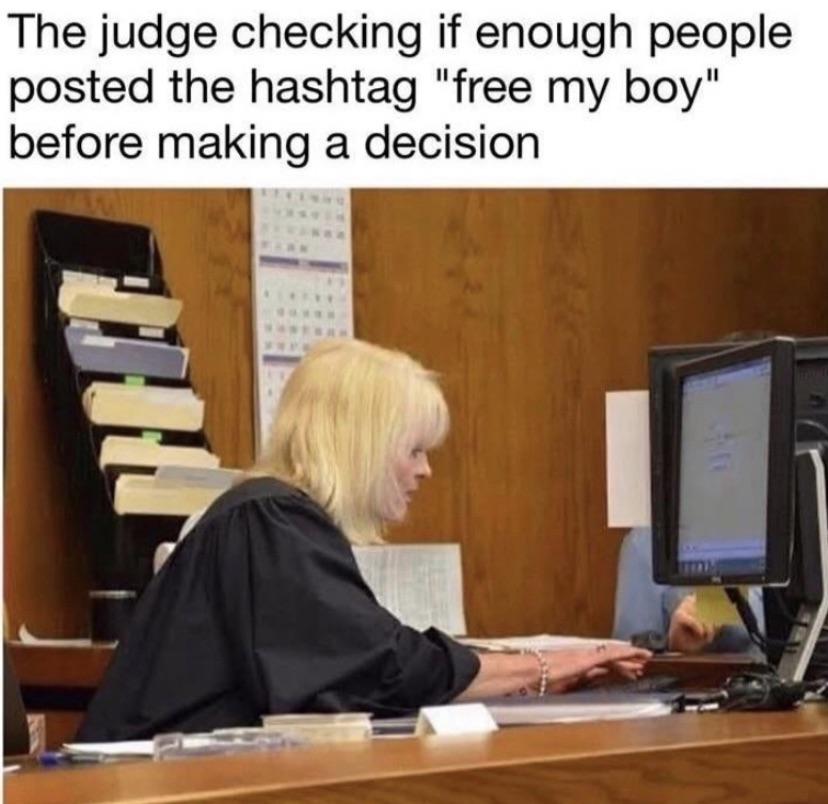 The judge checking if enough people
posted the hashtag "free my boy"
before making a decision